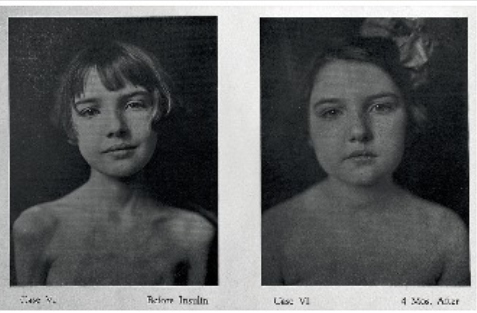 Case VI Before Insulin
Case VI 4 Mos. After